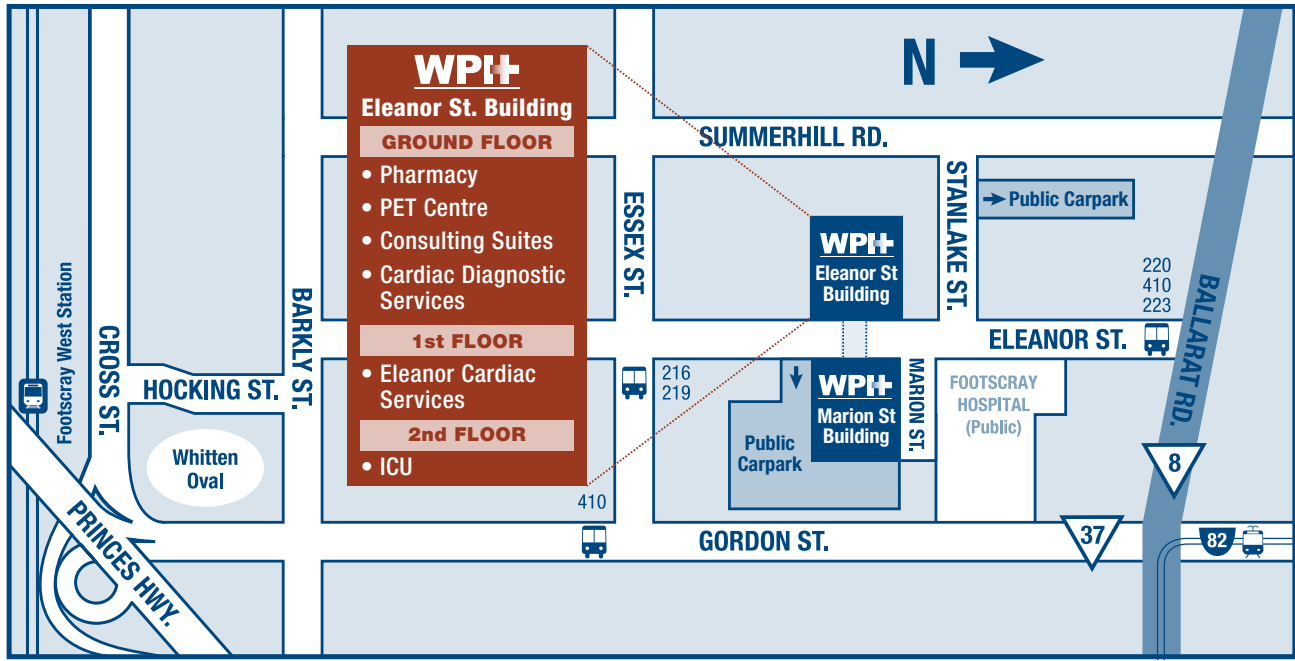 N
WPH
Eleanor St. Building
GROUND FLOOR
• Pharmacy
• PET Centre
• Consulting Suites
• Cardiac Diagnostic
Services
1st FLOOR
• Eleanor Cardiac
Services
2nd FLOOR
• ICU
SUMMERHILL RD.
STANLAKE ST.
Public Carpark
ESSEX ST.
WPH
Eleanor St
Building
220
410
223
BALLARAT RD.
ELEANOR ST.
Footscray West Station
CROSS ST.
HOCKING ST.
BARKLY ST.
216
219
WPH
Marion St
Building
MARION ST.
FOOTSCRAY
HOSPITAL
(Public)
Public
Carpark
Whitten
Oval
8
410
PRINCES HWY.
GORDON ST.
37
82